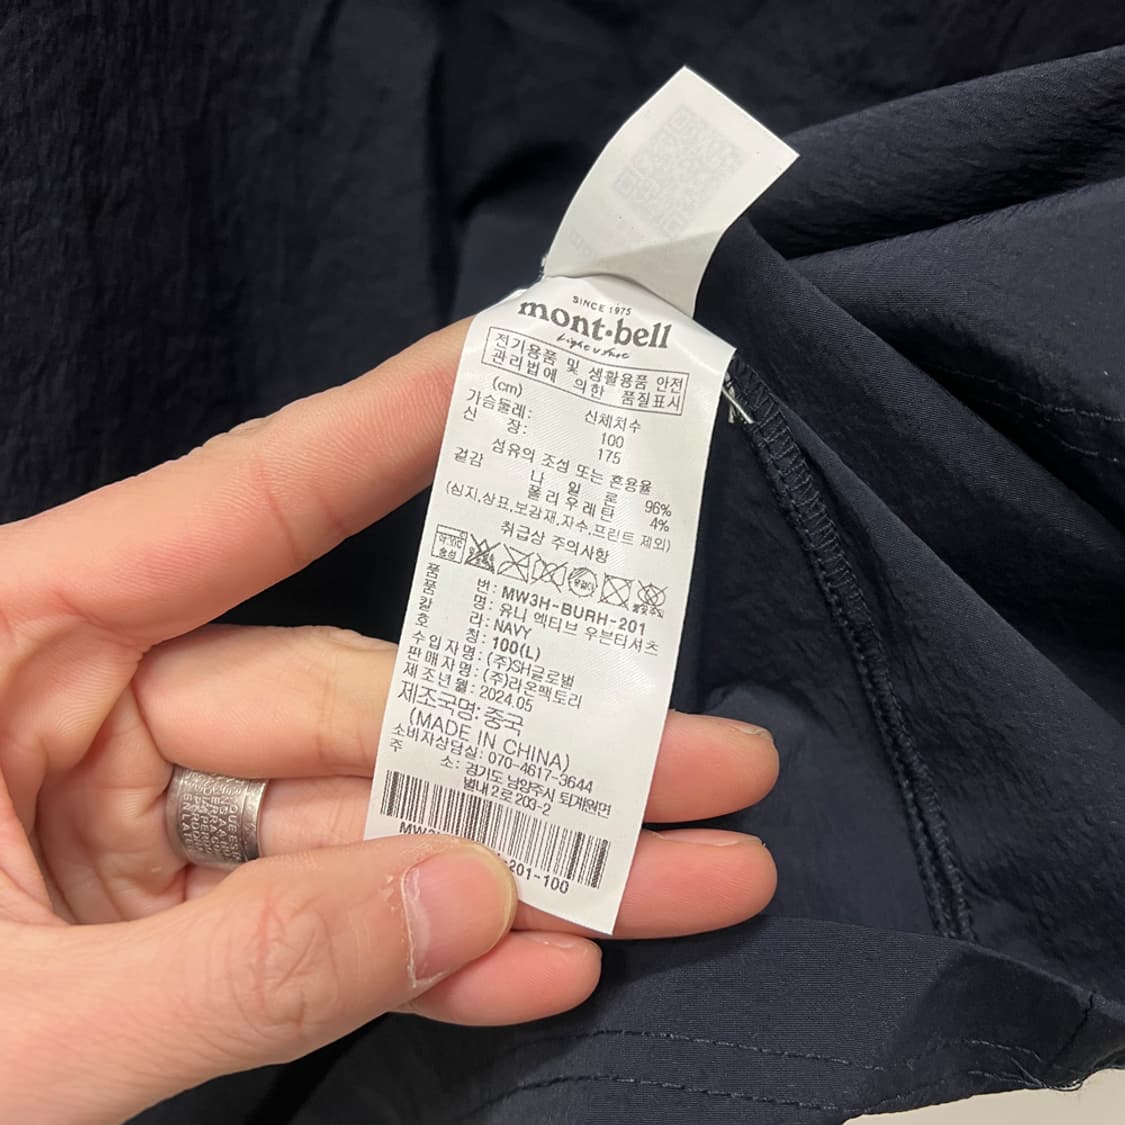 SINCE 1975
mont·bell
Light & Fast
전기용품 및 생활용품 안전
관리법에 의한 품질표시
(cm) 신체치수
가슴둘레: 100
신 장: 175
섬유의 조성 또는 혼용율
겉감
나 일 론 96%
폴리우레탄 4%
(심지,상표,보강재,자수,프린트 제외)
취급상 주의사항
품 번: MW3H-BURH-201
품 명: 유니 엑티브 우븐티셔츠
칼 라: NAVY
호 칭: 100(L)
수입자명: (주)SH글로벌
판매자명: (주)라온팩토리
제조년월: 2024.05
제조국명: 중국
(MADE IN CHINA)
소비자상담실: 070-4617-3644
주 소: 경기도 남양주시 퇴계원면
별내2로 203-2
-201-100